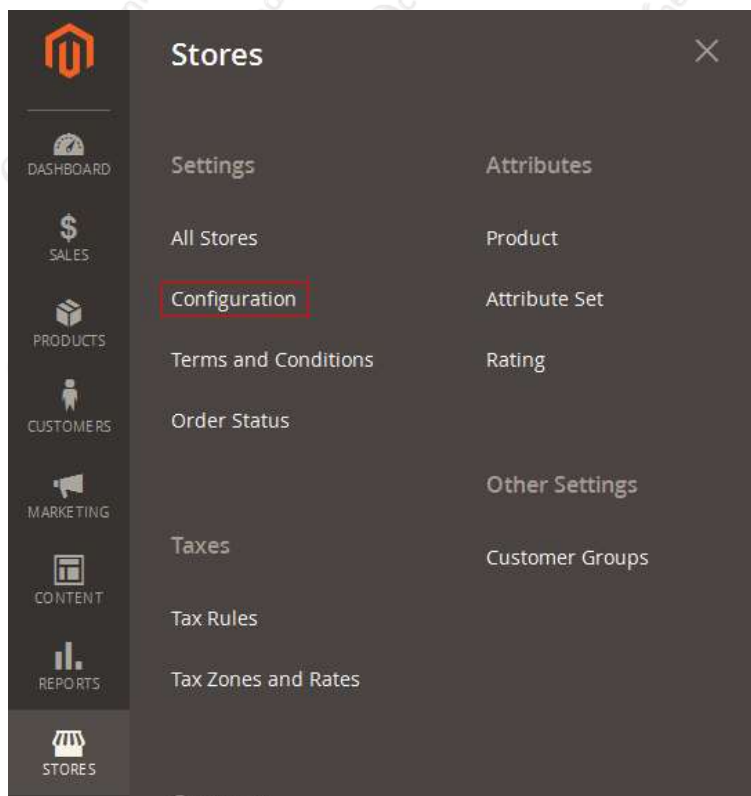 Stores
DASHBOARD
SALES
PRODUCTS
CUSTOMERS
MARKETING
CONTENT
REPORTS
STORES
Settings
All Stores
Configuration
Terms and Conditions
Order Status
Taxes
Tax Rules
Tax Zones and Rates
Attributes
Product
Attribute Set
Rating
Other Settings
Customer Groups